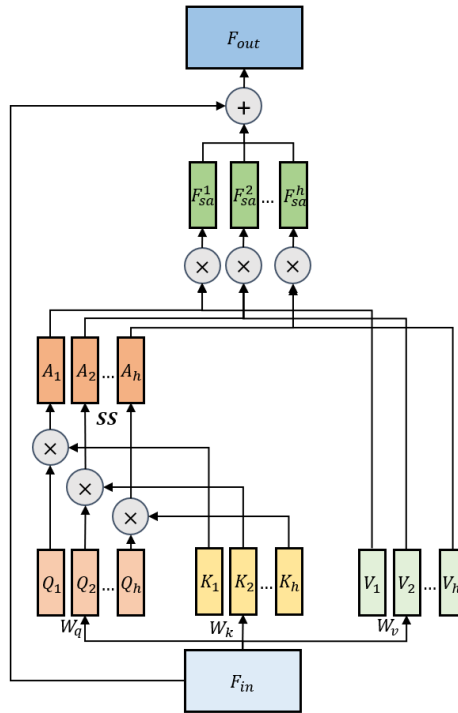 F_out
+
F_sa^1 F_sa^2 ... F_sa^h
× × ×
A_1 A_2 ... A_h
SS
×
×
×
Q_1 Q_2 ... Q_h K_1 K_2 ... K_h V_1 V_2 ... V_h
W_q W_k W_v
F_in